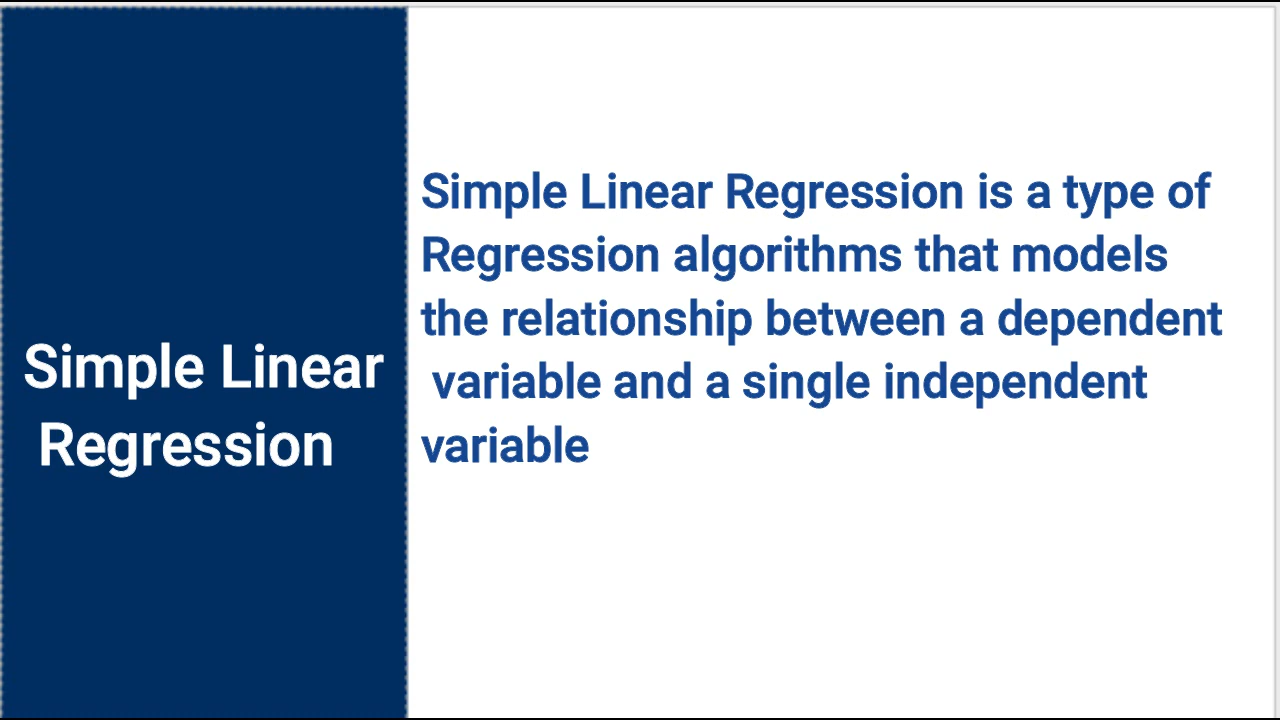 Simple Linear
Regression
Simple Linear Regression is a type of
Regression algorithms that models
the relationship between a dependent
variable and a single independent
variable